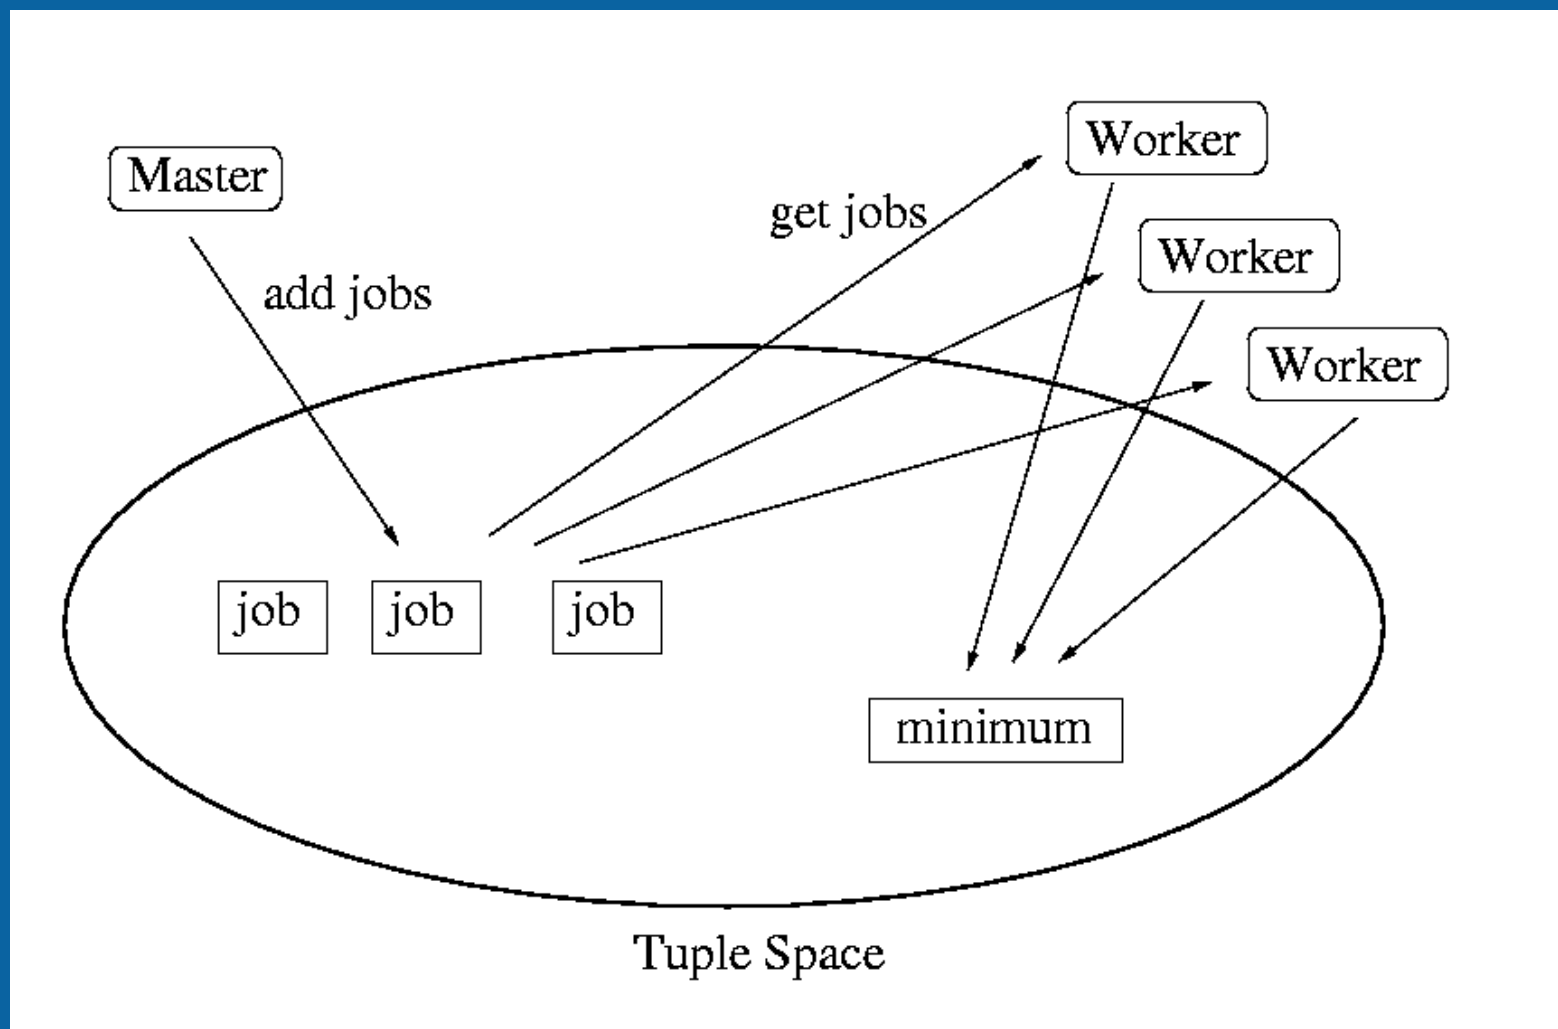 Master
add jobs
get jobs
Worker
Worker
Worker
job
job
job
minimum
Tuple Space